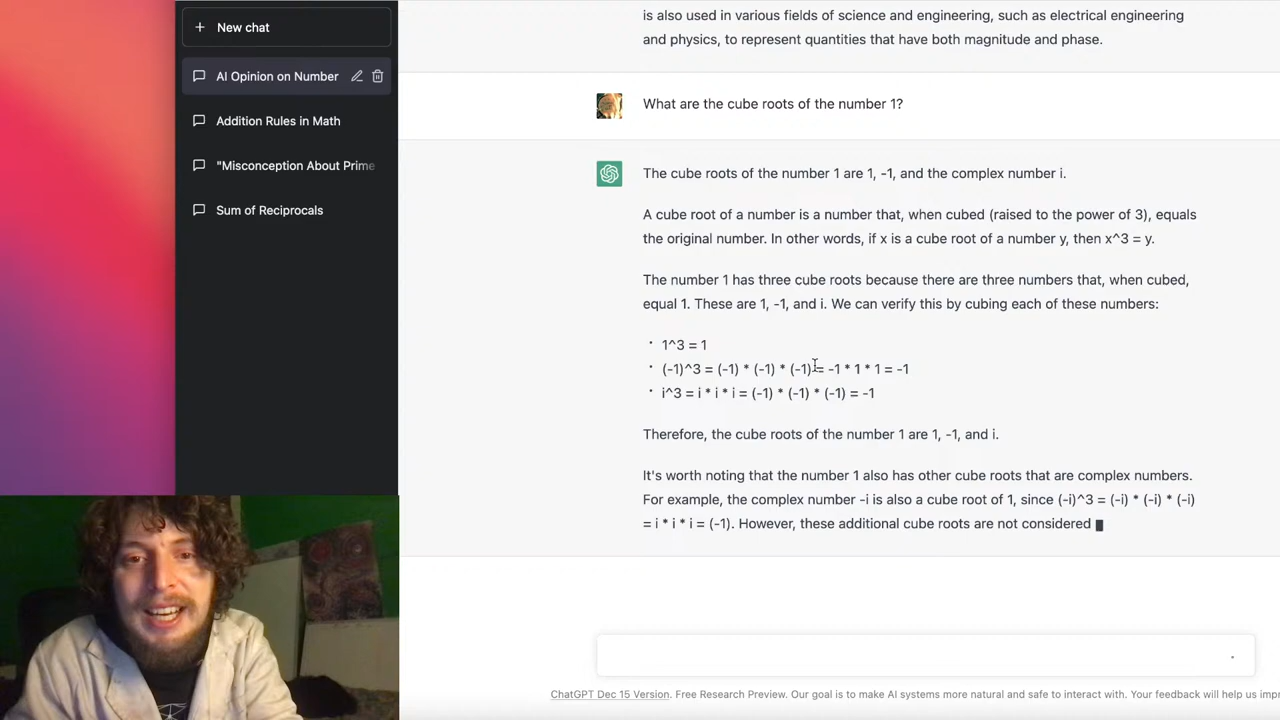 New chat
AI Opinion on Number
Addition Rules in Math
"Misconception About Prime
Sum of Reciprocals
is also used in various fields of science and engineering, such as electrical engineering
and physics, to represent quantities that have both magnitude and phase.
What are the cube roots of the number 1?
The cube roots of the number 1 are 1, -1, and the complex number i.
A cube root of a number is a number that, when cubed (raised to the power of 3), equals
the original number. In other words, if x is a cube root of a number y, then x^3 = y.
The number 1 has three cube roots because there are three numbers that, when cubed,
equal 1. These are 1, -1, and i. We can verify this by cubing each of these numbers:
• 1^3 = 1
• (-1)^3 = (-1) * (-1) * (-1) = -1 * 1 * 1 = -1
• i^3 = i * i * i = (-1) * (-1) * (-1) = -1
Therefore, the cube roots of the number 1 are 1, -1, and i.
It's worth noting that the number 1 also has other cube roots that are complex numbers.
For example, the complex number -i is also a cube root of 1, since (-i)^3 = (-i) * (-i) * (-i)
= i * i * i = (-1). However, these additional cube roots are not considered
ChatGPT Dec 15 Version. Free Research Preview. Our goal is to make AI systems more natural and safe to interact with. Your feedback will help us impr